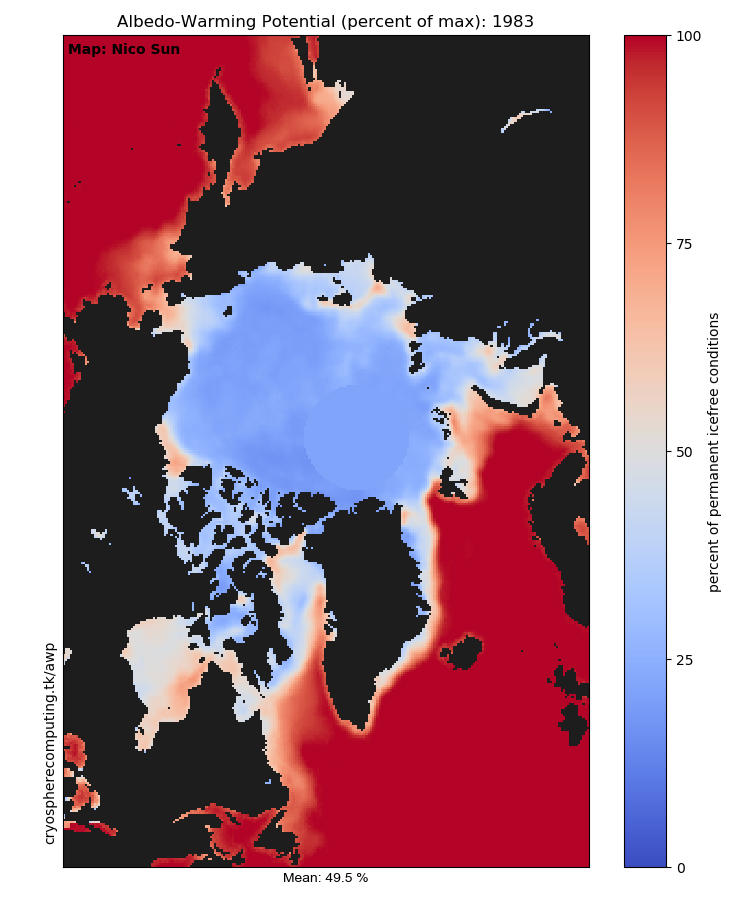 Albedo-Warming Potential (percent of max): 1983
Map: Nico Sun
100
75
50
25
0
percent of permanent icefree conditions
cryospherecomputing.tk/awp
Mean: 49.5 %